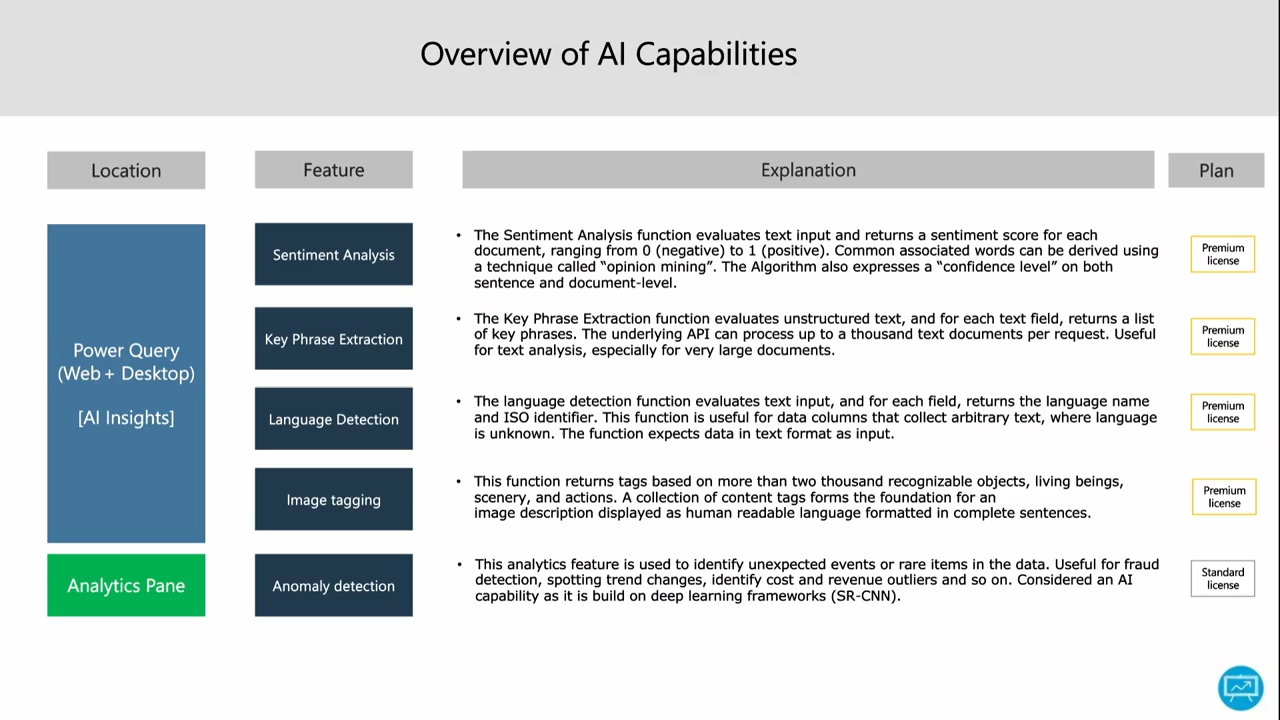 Overview of AI Capabilities
Location
Feature
Explanation
Plan
Power Query
(Web + Desktop)
[AI Insights]
Sentiment Analysis
• The Sentiment Analysis function evaluates text input and returns a sentiment score for each
document, ranging from 0 (negative) to 1 (positive). Common associated words can be derived using
a technique called “opinion mining”. The Algorithm also expresses a “confidence level” on both
sentence and document-level.
Premium
license
Key Phrase Extraction
• The Key Phrase Extraction function evaluates unstructured text, and for each text field, returns a list
of key phrases. The underlying API can process up to a thousand text documents per request. Useful
for text analysis, especially for very large documents.
Premium
license
Language Detection
• The language detection function evaluates text input, and for each field, returns the language name
and ISO identifier. This function is useful for data columns that collect arbitrary text, where language
is unknown. The function expects data in text format as input.
Premium
license
Image tagging
• This function returns tags based on more than two thousand recognizable objects, living beings,
scenery, and actions. A collection of content tags forms the foundation for an
image description displayed as human readable language formatted in complete sentences.
Premium
license
Analytics Pane
Anomaly detection
• This analytics feature is used to identify unexpected events or rare items in the data. Useful for fraud
detection, spotting trend changes, identify cost and revenue outliers and so on. Considered an AI
capability as it is build on deep learning frameworks (SR-CNN).
Standard
license